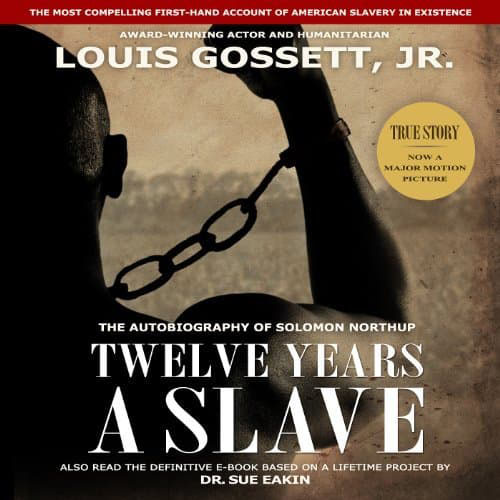 THE MOST COMPELLING FIRST-HAND ACCOUNT OF AMERICAN SLAVERY IN EXISTENCE
AWARD-WINNING ACTOR AND HUMANITARIAN
LOUIS GOSSETT, JR.
TRUE STORY
NOW A
MAJOR MOTION
PICTURE
THE AUTOBIOGRAPHY OF SOLOMON NORTHUP
TWELVE YEARS
A SLAVE
ALSO READ THE DEFINITIVE E-BOOK BASED ON A LIFETIME PROJECT BY
DR. SUE EAKIN